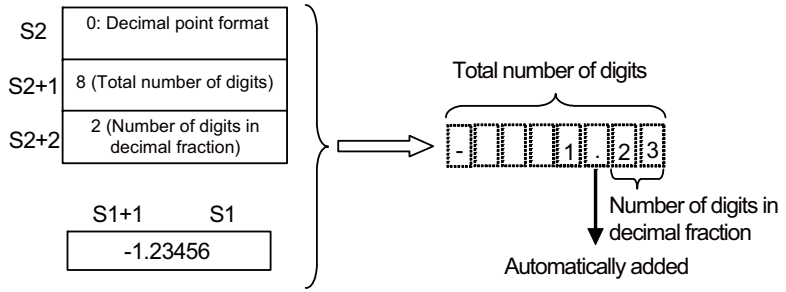 S2
0: Decimal point format
S2+1
8 (Total number of digits)
S2+2
2 (Number of digits in
decimal fraction)
S1+1 S1
-1.23456
Total number of digits
- 1 . 2 3
Number of digits in
decimal fraction
Automatically added